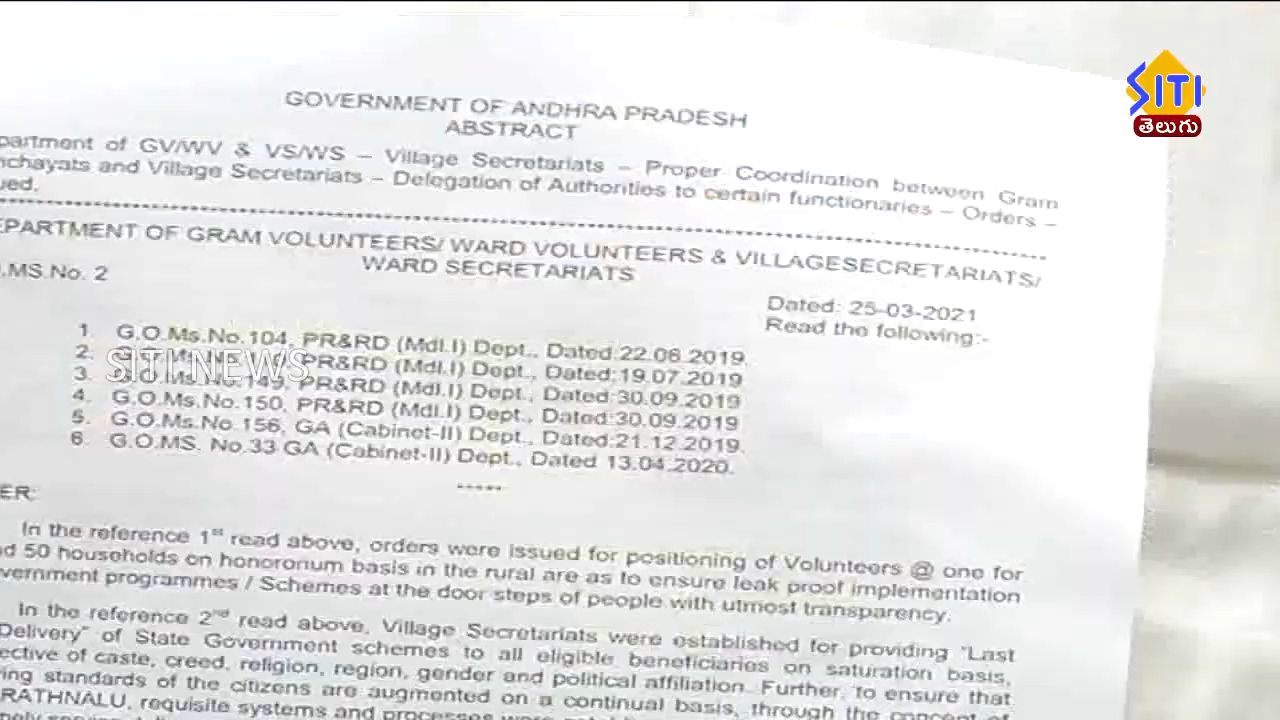 SITI
తెలుగు
GOVERNMENT OF ANDHRA PRADESH
ABSTRACT
partment of GV/WV & VS/WS – Village Secretariats – Proper Coordination between Gram
nchayats and Village Secretariats – Delegation of Authorities to certain functionaries – Orders –
ued.
EPARTMENT OF GRAM VOLUNTEERS/ WARD VOLUNTEERS & VILLAGESECRETARIATS/
WARD SECRETARIATS
.MS.No. 2
Dated: 25-03-2021
Read the following:-
1. G.O.Ms.No.104, PR&RD (Mdl.I) Dept., Dated:22.06.2019.
2. PR&RD (Mdl.I) Dept., Dated:19.07.2019
SITI NEWS
3. G.O.Ms.No.149, PR&RD (Mdl.I) Dept., Dated:30.09.2019
4. G.O.Ms.No.150, PR&RD (Mdl.I) Dept., Dated:30.09.2019
5. G.O.Ms.No.156, GA (Cabinet-II) Dept., Dated:21.12.2019.
6. G.O.MS. No.33 GA (Cabinet-II) Dept., Dated 13.04.2020.
-----
ER:
In the reference 1st read above, orders were issued for positioning of Volunteers @ one for
d 50 households on honoronum basis in the rural are as to ensure leak proof implementation
vernment programmes / Schemes at the door steps of people with utmost transparency.
In the reference 2nd read above, Village Secretariats were established for providing "Last
Delivery" of State Government schemes to all eligible beneficiaries on saturation basis,
ective of caste, creed, religion, region, gender and political affiliation. Further, to ensure that
ing standards of the citizens are augmented on a continual basis, through the concept of
RATHNALU, requisite systems and processes were